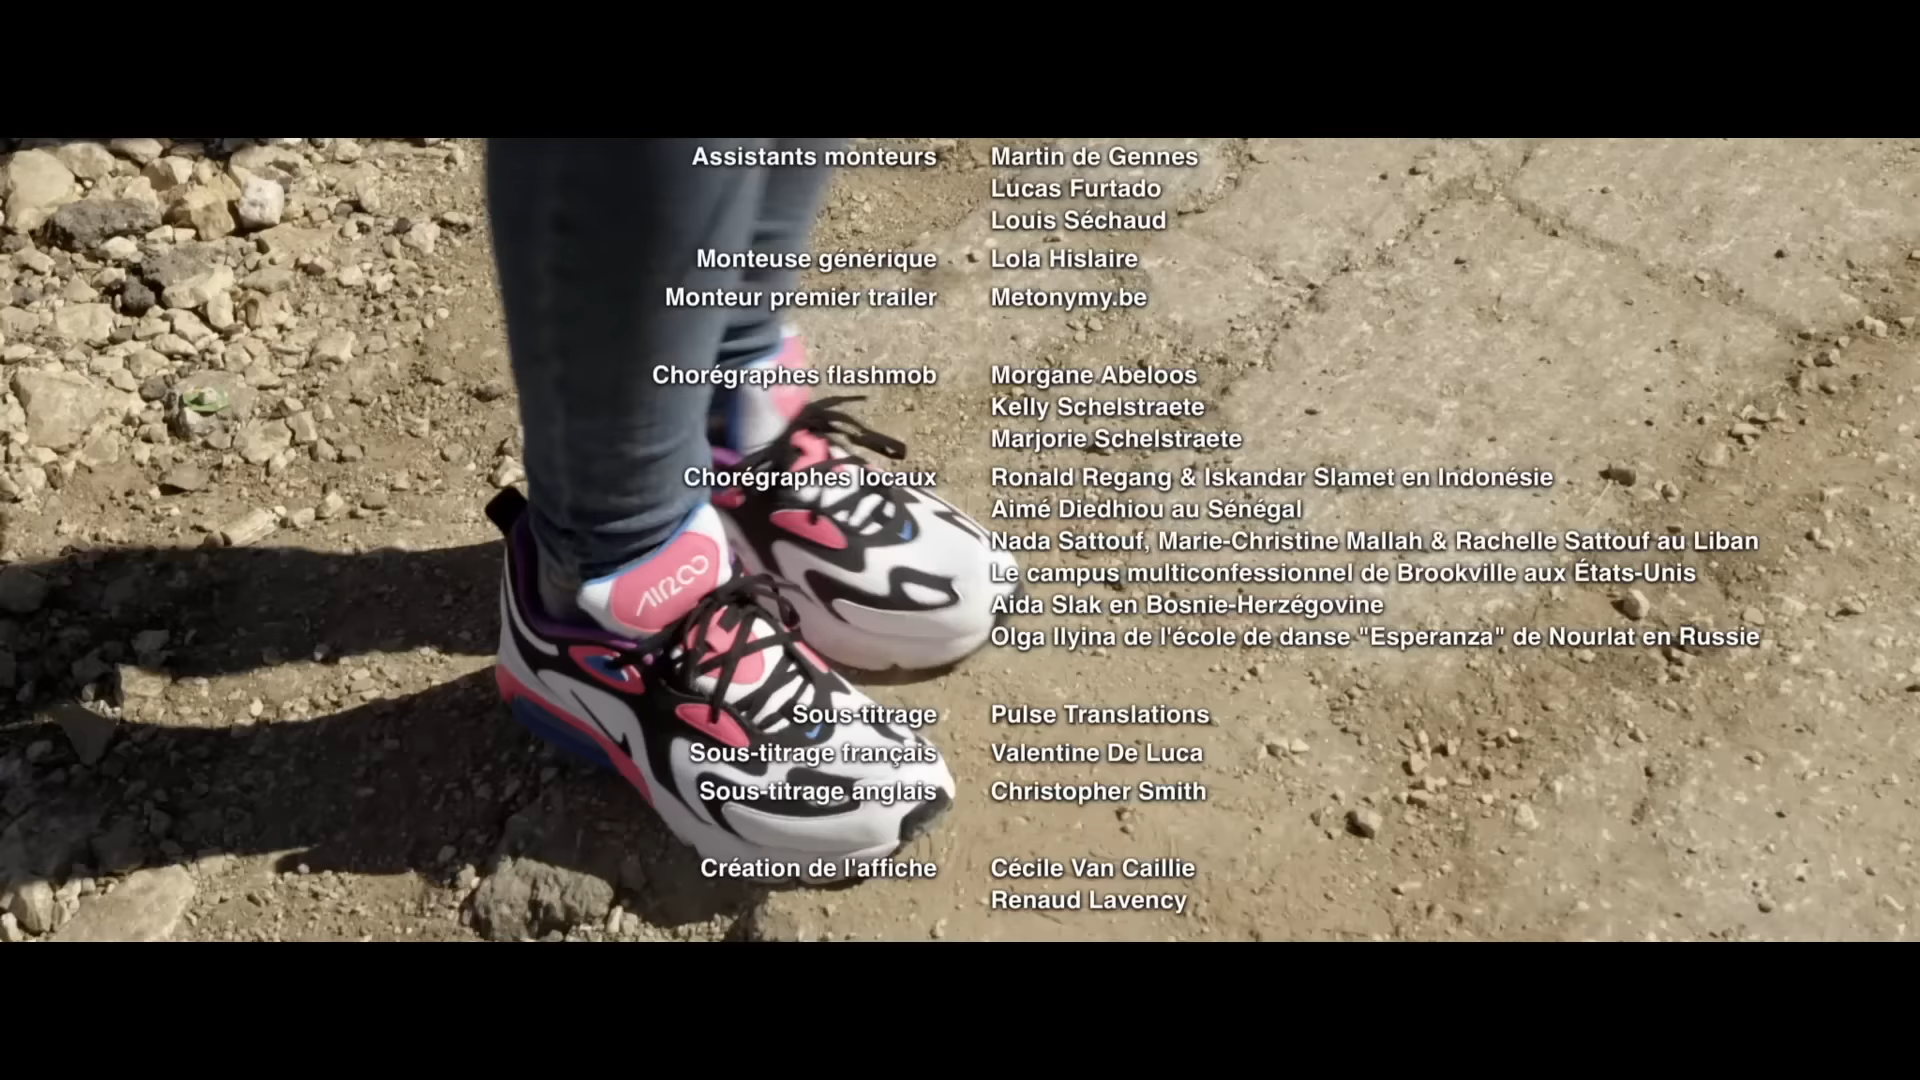 Assistants monteurs Martin de Gennes
Lucas Furtado
Louis Séchaud
Monteuse générique Lola Hislaire
Monteur premier trailer Metonymy.be
Chorégraphes flashmob Morgane Abeloos
Kelly Schelstraete
Marjorie Schelstraete
Chorégraphes locaux Ronald Regang & Iskandar Slamet en Indonésie
Aimé Diedhiou au Sénégal
Nada Sattouf, Marie-Christine Mallah & Rachelle Sattouf au Liban
Le campus multiconfessionnel de Brookville aux États-Unis
Aida Slak en Bosnie-Herzégovine
Olga Ilyina de l'école de danse "Esperanza" de Nourlat en Russie
AIR200
Sous-titrage Pulse Translations
Sous-titrage français Valentine De Luca
Sous-titrage anglais Christopher Smith
Création de l'affiche Cécile Van Caillie
Renaud Lavency